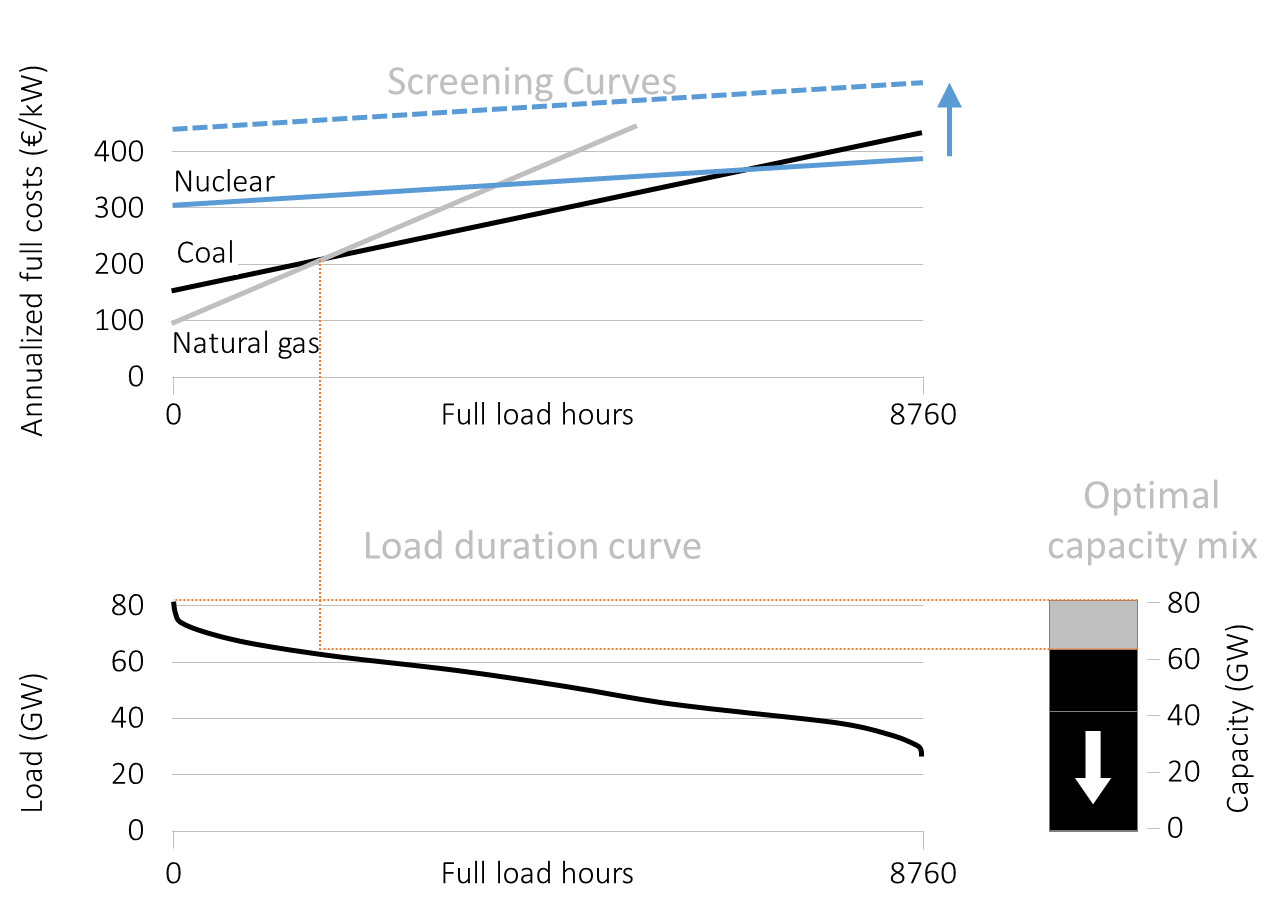 Screening Curves
Annualized full costs (€/kW)
400
300
200
100
0
Nuclear
Coal
Natural gas
0
Full load hours
8760
Optimal
capacity mix
Load duration curve
Load (GW)
80
60
40
20
0
0
Full load hours
8760
80
60
40
20
0
Capacity (GW)